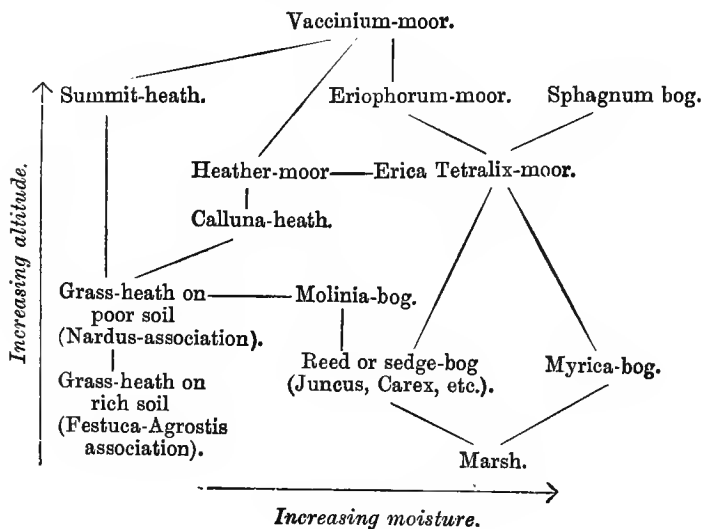 Vaccinium-moor.
Summit-heath.
Eriophorum-moor.
Sphagnum bog.
Heather-moor
Erica Tetralix-moor.
Calluna-heath.
Grass-heath on
poor soil
(Nardus-association).
Molinia-bog.
Grass-heath on
rich soil
(Festuca-Agrostis
association).
Reed or sedge-bog
(Juncus, Carex, etc.).
Myrica-bog.
Marsh.
Increasing altitude.
Increasing moisture.